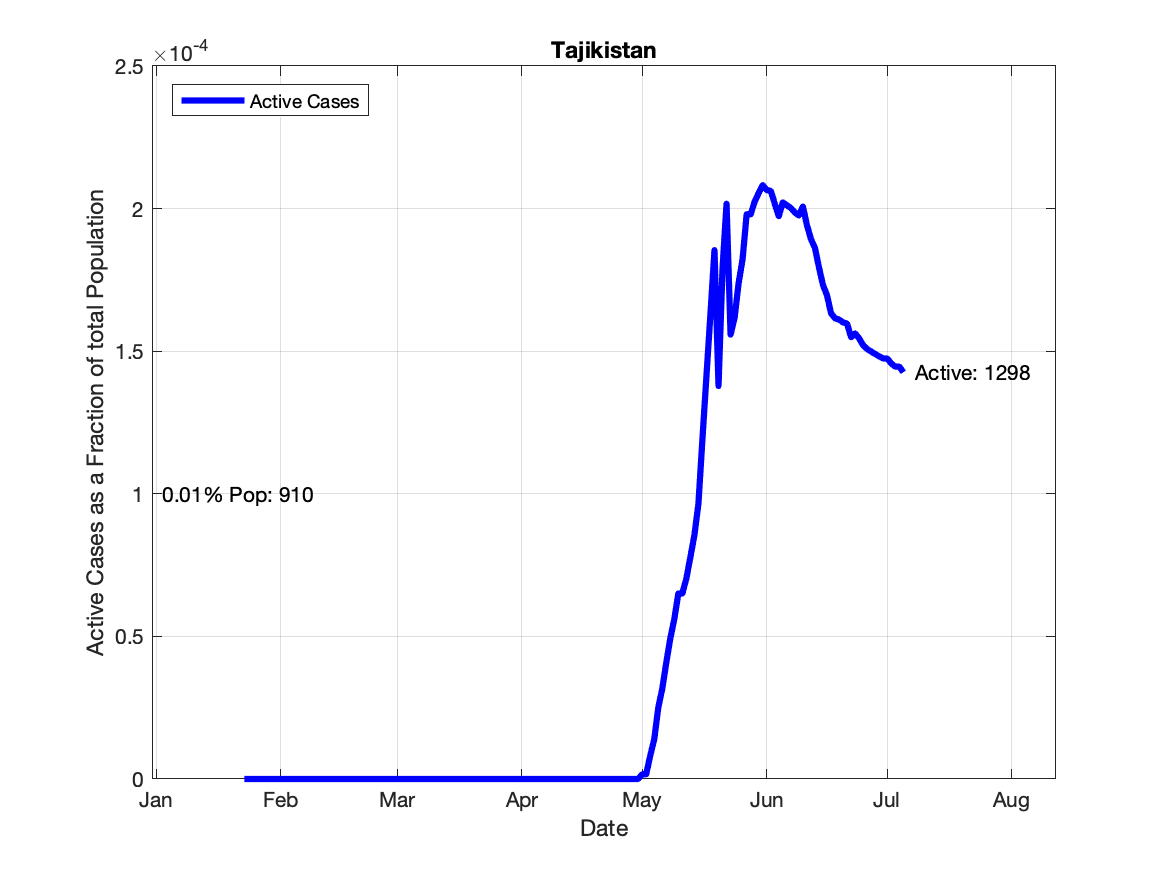 Tajikistan
×10⁻⁴
2.5
2
1.5
1
0.5
0
Active Cases as a Fraction of total Population
Active Cases
Active: 1298
0.01% Pop: 910
Jan Feb Mar Apr May Jun Jul Aug
Date